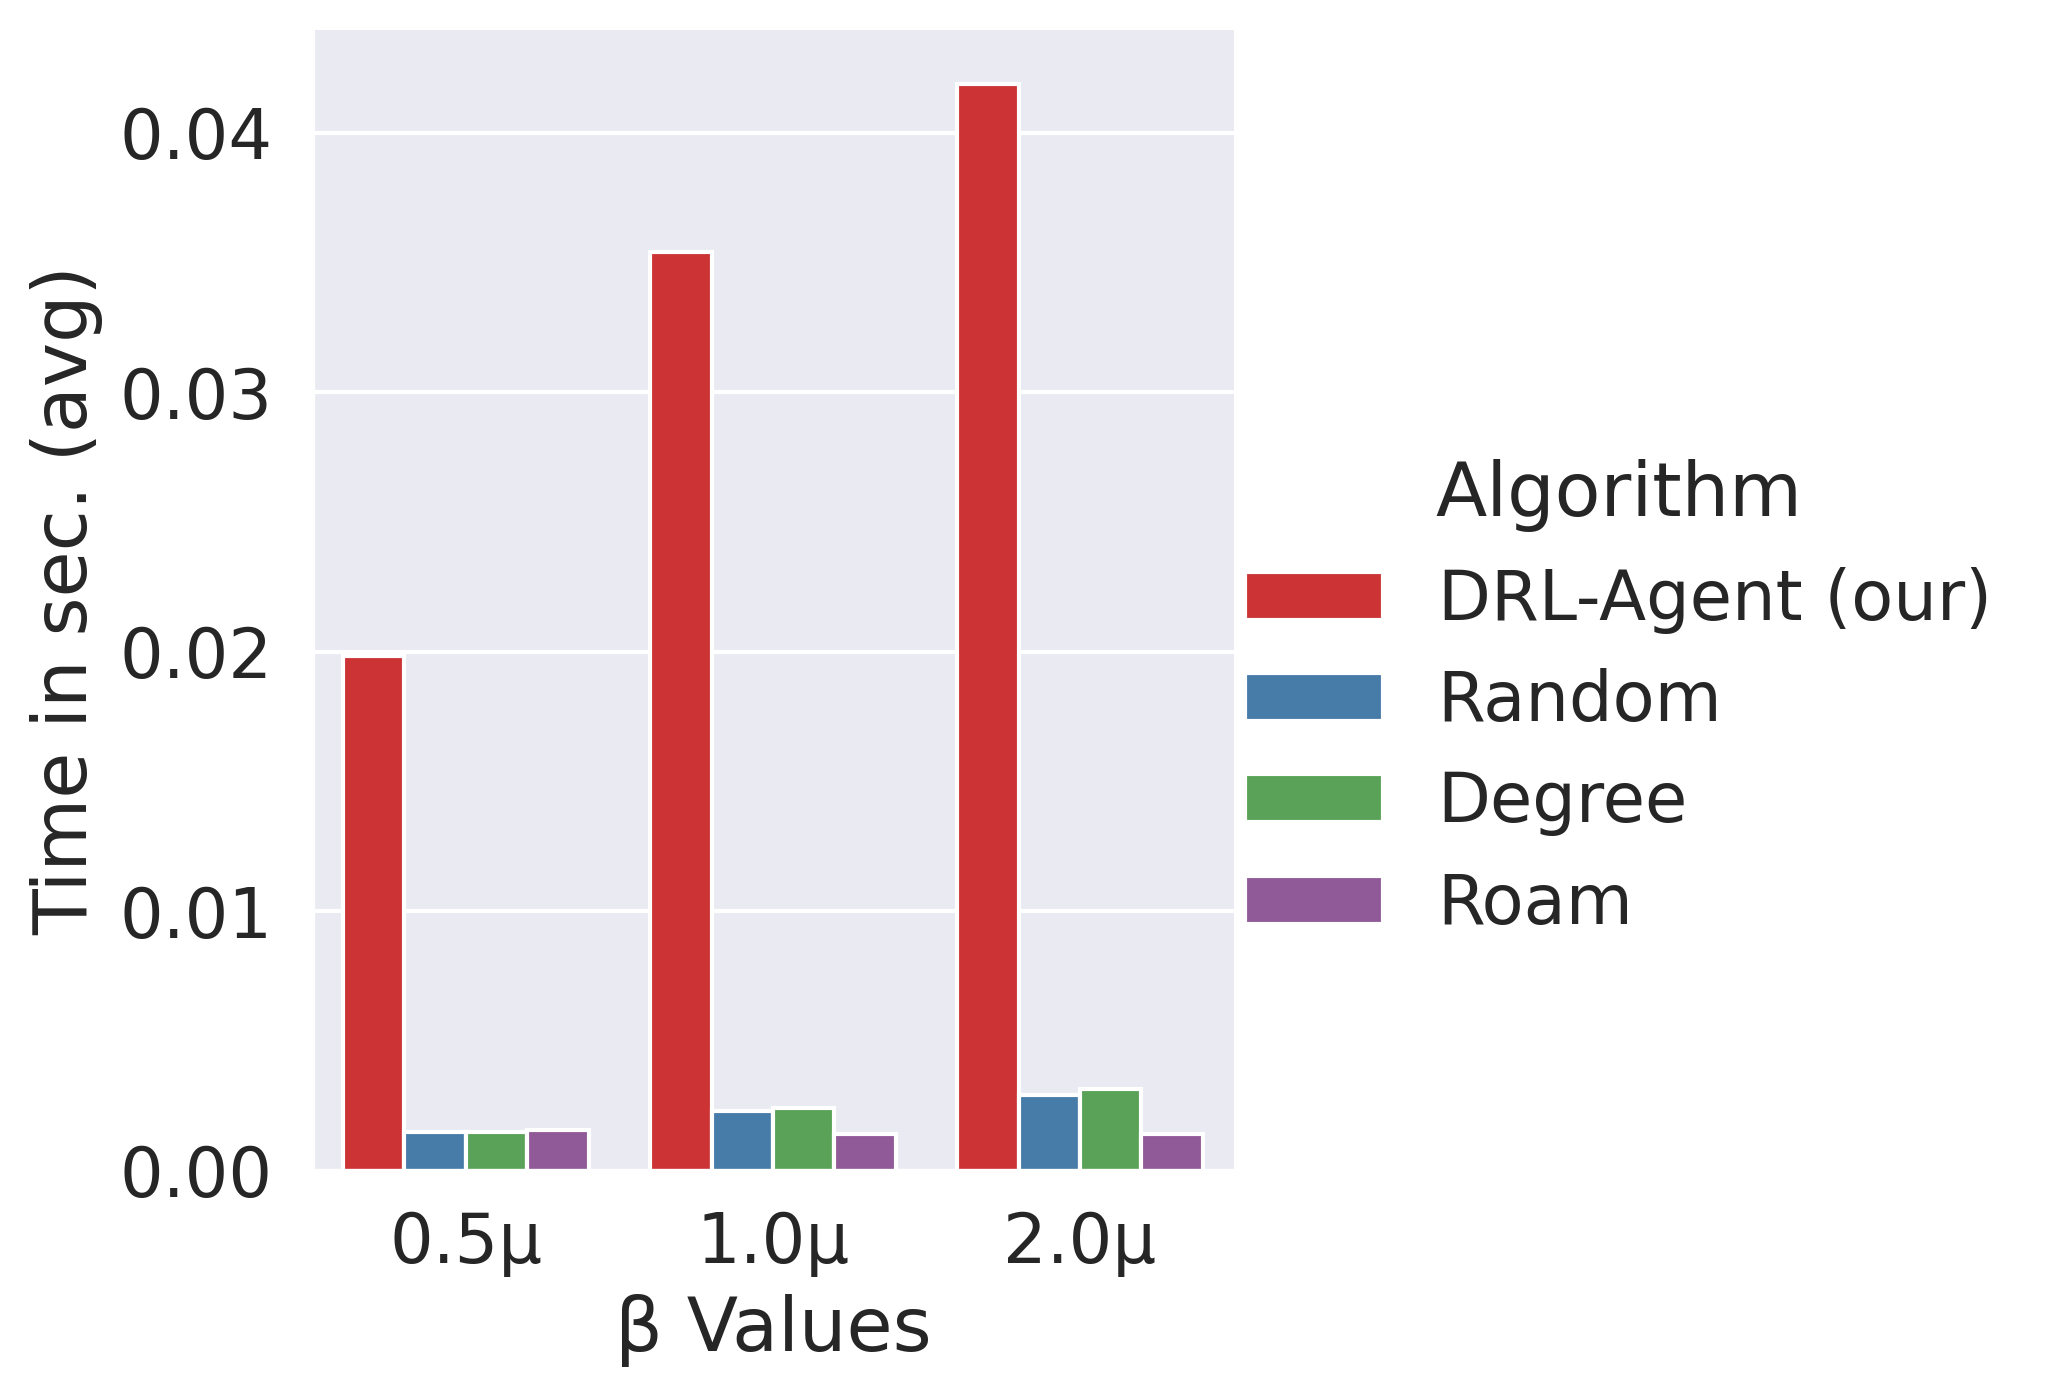 0.04
0.03
0.02
0.01
0.00
Time in sec. (avg)
0.5μ
1.0μ
2.0μ
β Values
Algorithm
DRL-Agent (our)
Random
Degree
Roam